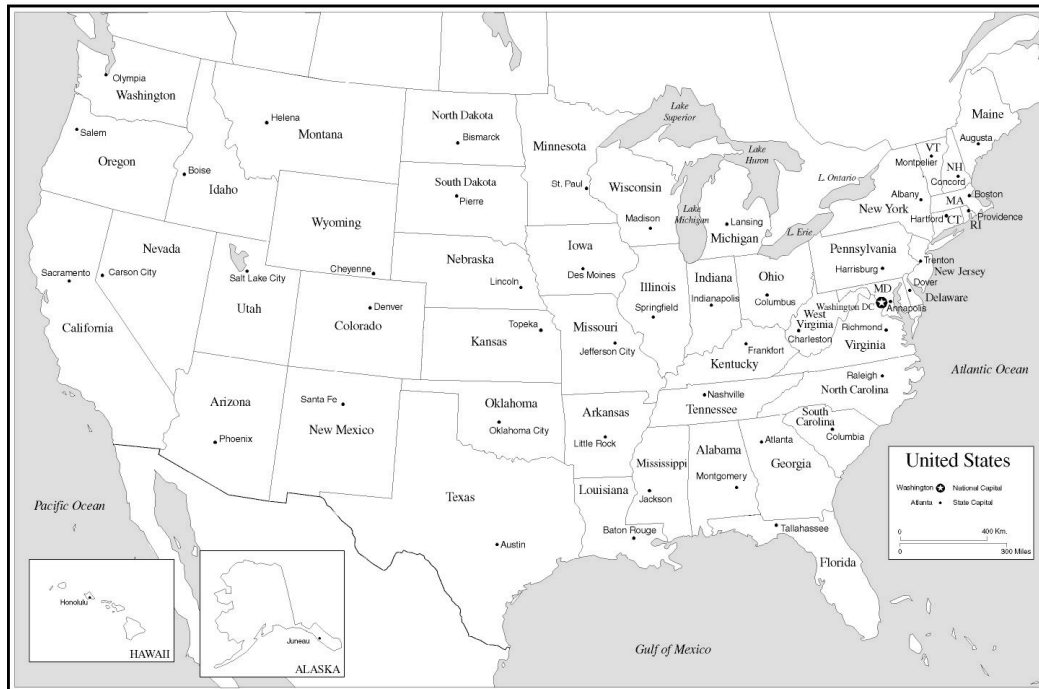 Olympia
Washington
Salem
Oregon
Boise
Idaho
Helena
Montana
North Dakota
Bismarck
South Dakota
Pierre
Wyoming
Cheyenne
Nebraska
Lincoln
Minnesota
St. Paul
Wisconsin
Madison
Lake
Superior
Lake
Huron
Lake
Michigan
L. Ontario
L. Erie
Lansing
Michigan
Maine
Augusta
VT
Montpelier
NH
Concord
Albany
New York
Boston
MA
Hartford
CT
Providence
RI
Pennsylvania
Harrisburg
Trenton
New Jersey
Dover
Delaware
MD
Washington DC
Annapolis
Nevada
Sacramento
Carson City
California
Salt Lake City
Utah
Denver
Colorado
Topeka
Kansas
Iowa
Des Moines
Missouri
Jefferson City
Illinois
Springfield
Indiana
Indianapolis
Ohio
Columbus
West
Virginia
Charleston
Richmond
Virginia
Frankfort
Kentucky
Raleigh
North Carolina
Nashville
Tennessee
South
Carolina
Columbia
Atlantic Ocean
Arizona
Phoenix
Santa Fe
New Mexico
Oklahoma
Oklahoma City
Arkansas
Little Rock
Mississippi
Jackson
Alabama
Montgomery
Atlanta
Georgia
Texas
Austin
Louisiana
Baton Rouge
Tallahassee
Florida
Pacific Ocean
Gulf of Mexico
Honolulu
HAWAII
Juneau
ALASKA
United States
Washington National Capital
Atlanta State Capital
0 400 Km.
0 300 Miles